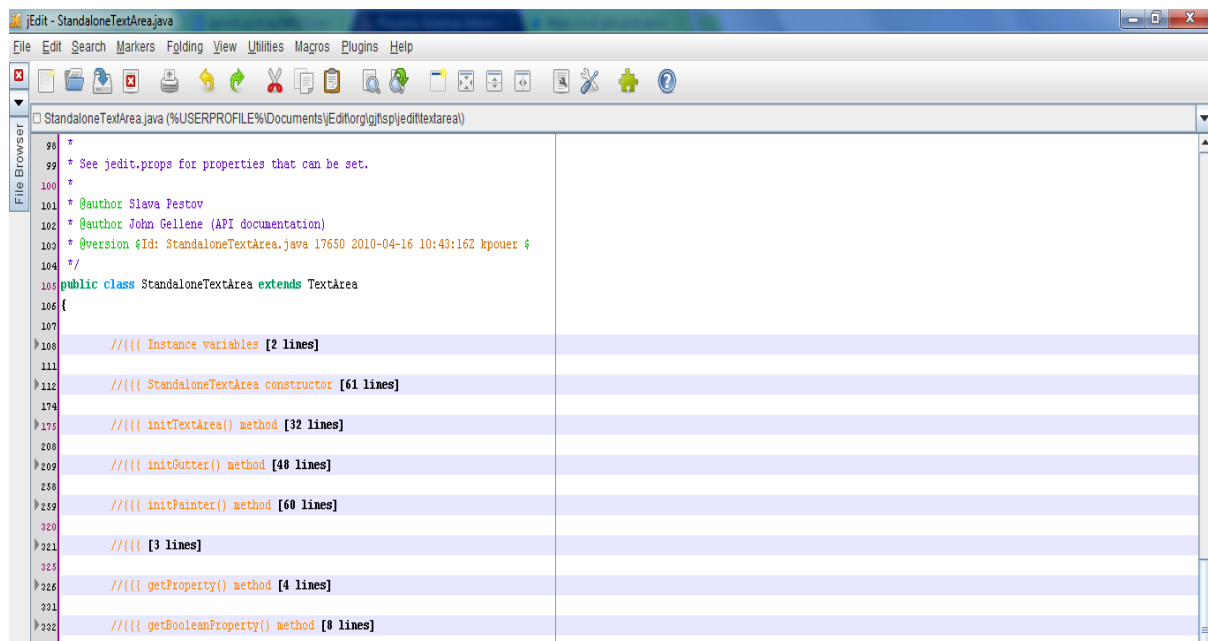 jEdit - StandaloneTextArea.java
File Edit Search Markers Folding View Utilities Macros Plugins Help
StandaloneTextArea.java (%USERPROFILE%\Documents\jEdit\org\gjt\sp\jedit\textarea\)
File Browser
98 *
99 * See jedit.props for properties that can be set.
100 *
101 * @author Slava Pestov
102 * @author John Gellene (API documentation)
103 * @version $Id: StandaloneTextArea.java 17650 2010-04-16 10:43:16Z kpouer $
104 */
105 public class StandaloneTextArea extends TextArea
106 {
107
108 //{{{ Instance variables [2 lines]
111
112 //{{{ StandaloneTextArea constructor [61 lines]
174
175 //{{{ initTextArea() method [32 lines]
208
209 //{{{ initGutter() method [48 lines]
258
259 //{{{ initPainter() method [60 lines]
320
321 //{{{ [3 lines]
325
326 //{{{ getProperty() method [4 lines]
331
332 //{{{ getBooleanProperty() method [8 lines]